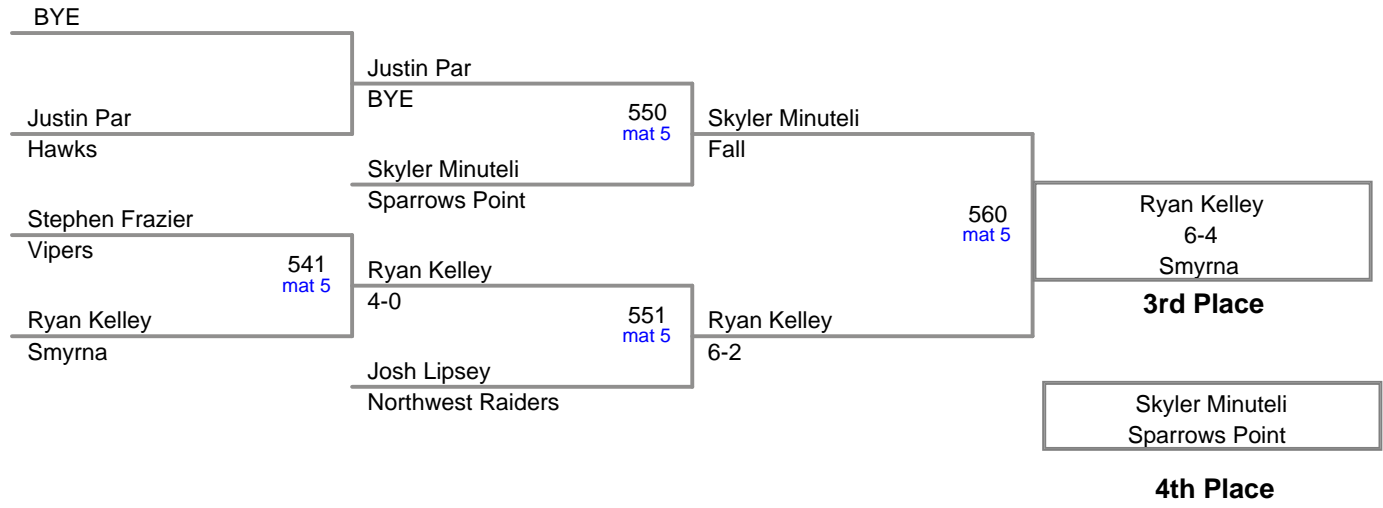 BYE
Justin Par
Hawks
Stephen Frazier
Vipers
541
mat 5
Ryan Kelley
Smyrna
Justin Par
BYE
550
mat 5
Skyler Minuteli
Sparrows Point
Ryan Kelley
4-0
551
mat 5
Josh Lipsey
Northwest Raiders
Skyler Minuteli
Fall
560
mat 5
Ryan Kelley
6-2
Ryan Kelley
6-4
Smyrna
3rd Place
Skyler Minuteli
Sparrows Point
4th Place